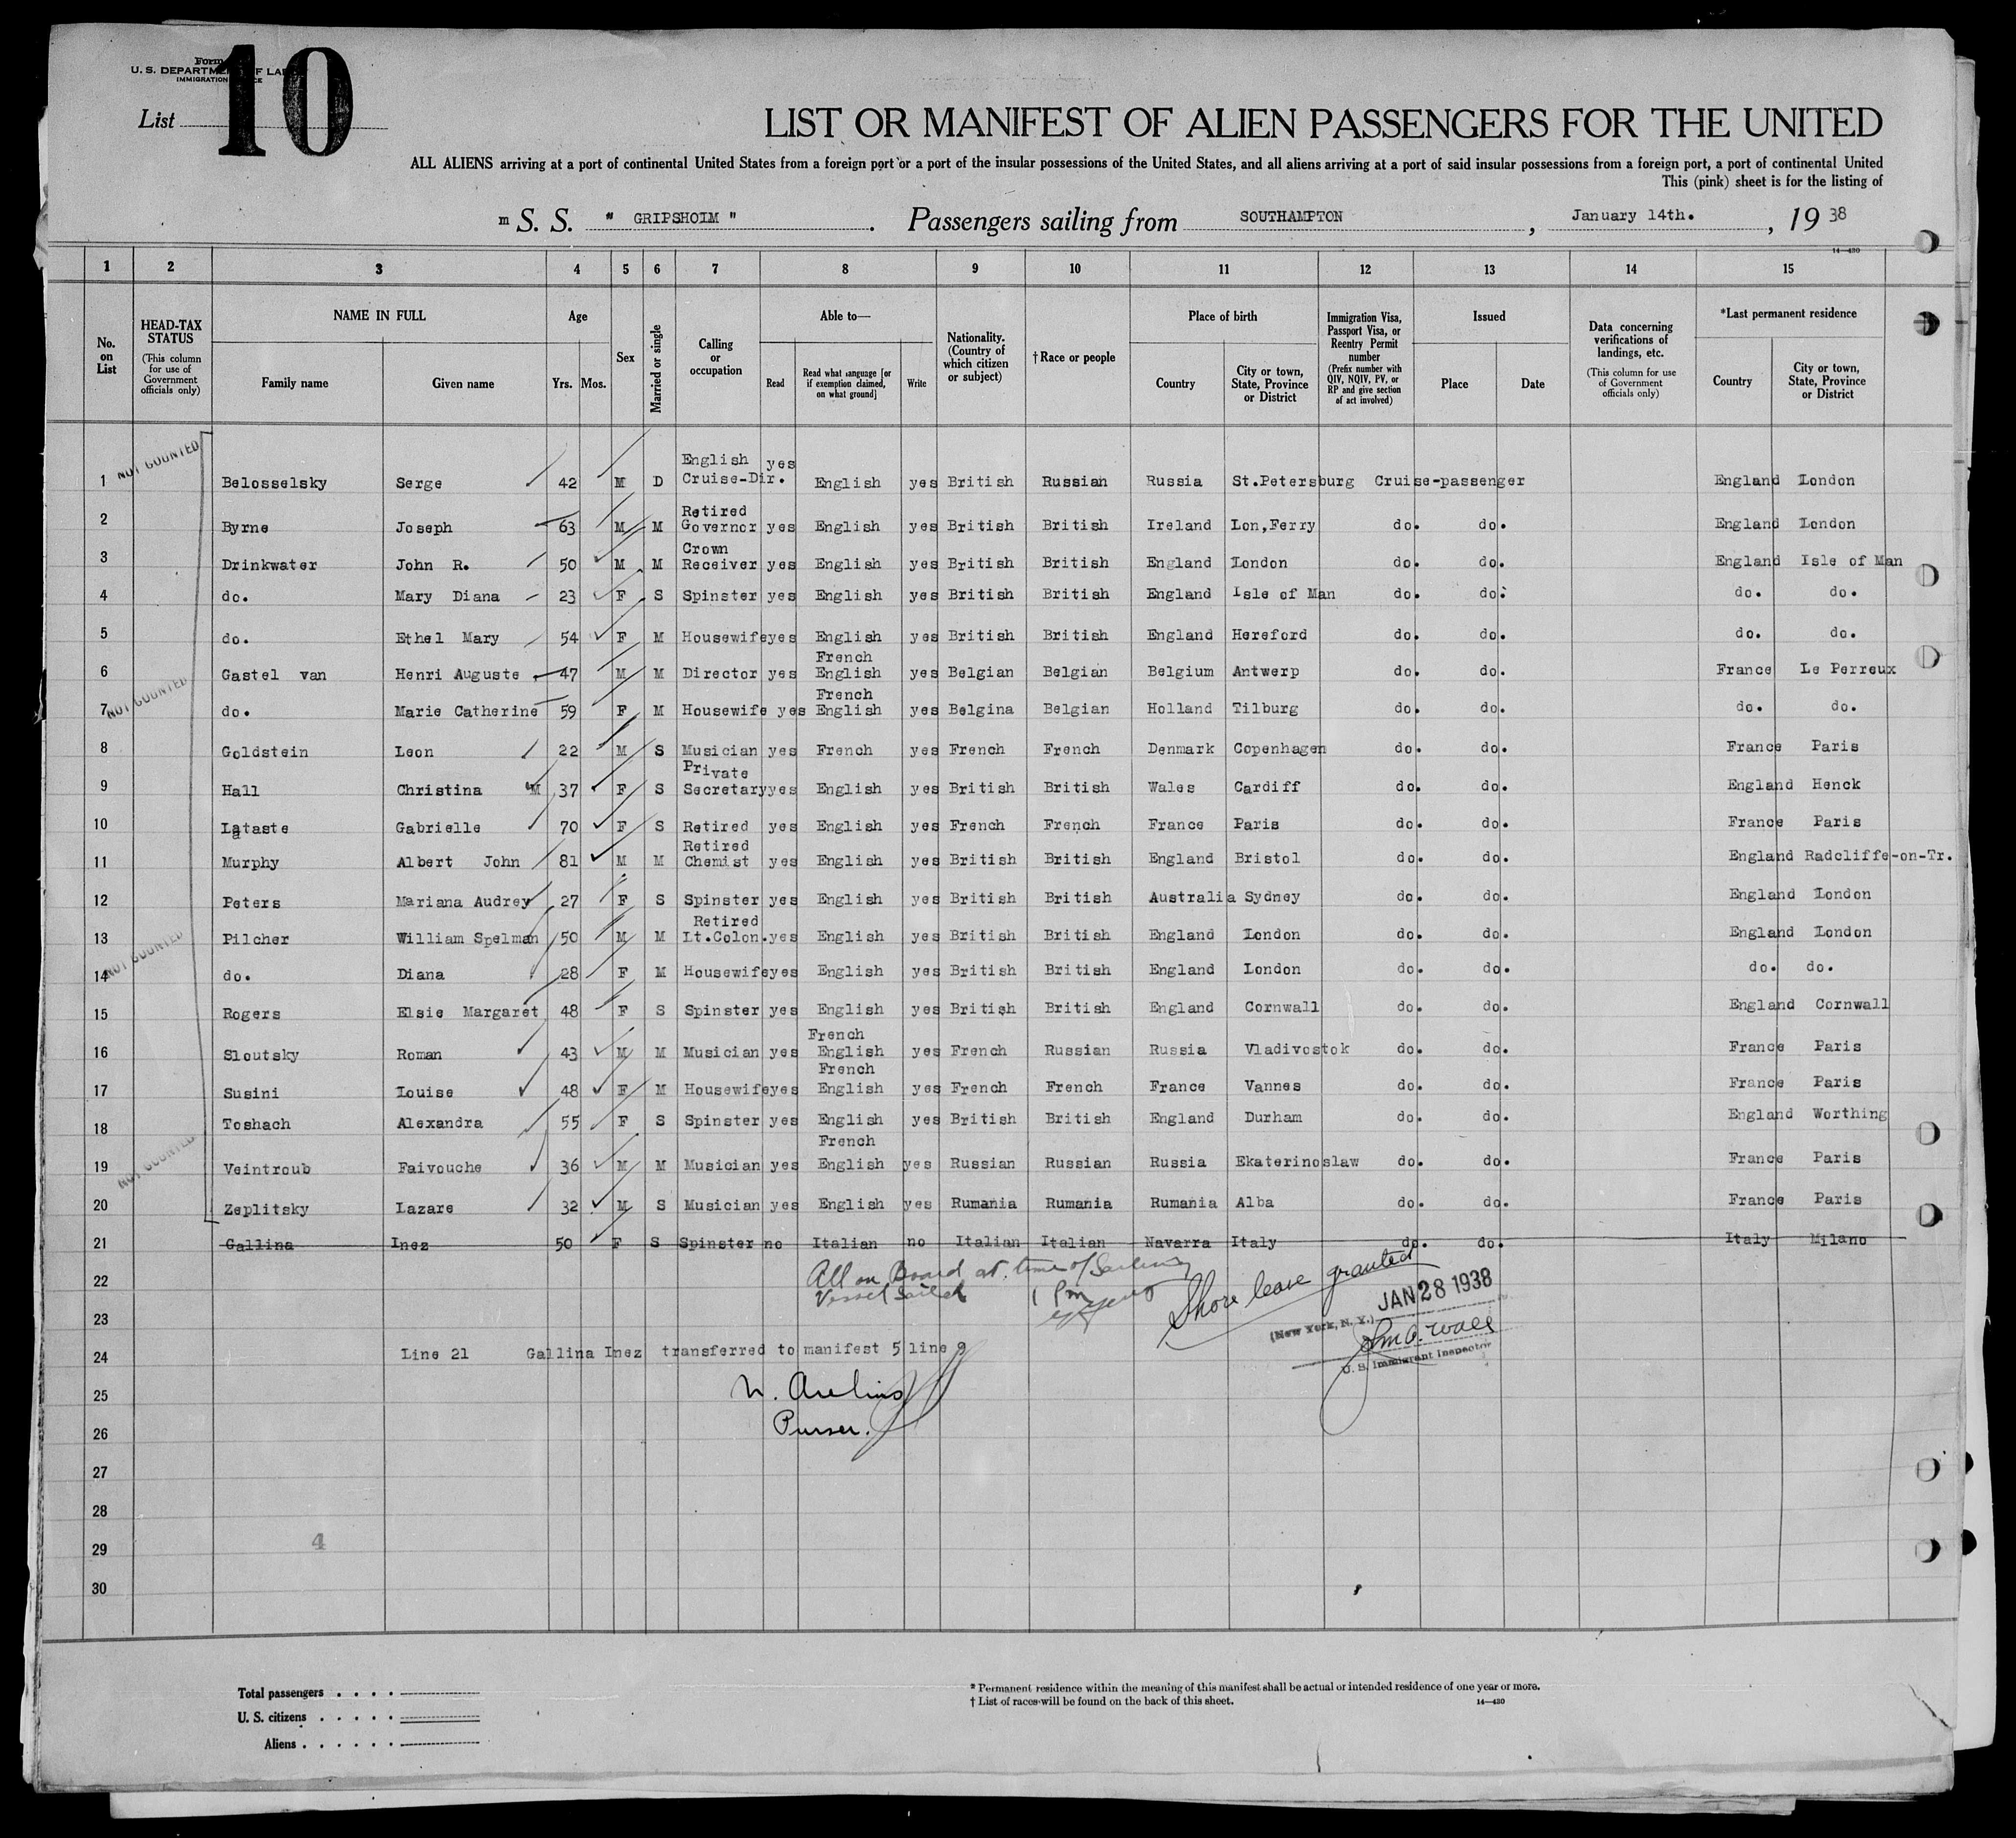 Form
U. S. DEPARTMENT OF LABOR
IMMIGRATION SERVICE
10
List
LIST OR MANIFEST OF ALIEN PASSENGERS FOR THE UNITED
ALL ALIENS arriving at a port of continental United States from a foreign port or a port of the insular possessions of the United States, and all aliens arriving at a port of said insular possessions from a foreign port, a port of continental United
This (pink) sheet is for the listing of
m S. S. " GRIPSHOIM " . Passengers sailing from SOUTHAMPTON , January 14th. , 19 38
14—430
1 2 3 4 5 6 7 8 9 10 11 12 13 14 15
No. on List
HEAD-TAX STATUS (This column for use of Government officials only)
NAME IN FULL Family name Given name
Age Yrs. Mos.
Sex
Married or single
Calling or occupation
Able to— Read Read what language [or if exemption claimed, on what ground] Write
Nationality. (Country of which citizen or subject)
† Race or people
Place of birth Country City or town, State, Province or District
Immigration Visa, Passport Visa, or Reentry Permit number (Prefix number with QIV, NQIV, PV, or RP and give section of act involved)
Issued Place Date
Data concerning verifications of landings, etc. (This column for use of Government officials only)
*Last permanent residence Country City or town, State, Province or District
NOT COUNTED
1 Belosselsky Serge 42 M D English Cruise-Dir. yes English yes British Russian Russia St.Petersburg Cruise-passenger England London
2 Byrne Joseph 63 M M Retired Governor yes English yes British British Ireland Lon,Ferry do. do. England London
3 Drinkwater John R. 50 M M Crown Receiver yes English yes British British England London do. do. England Isle of Man
4 do. Mary Diana 23 F S Spinster yes English yes British British England Isle of Man do. do. do. do.
5 do. Ethel Mary 54 F M Housewife yes English yes British British England Hereford do. do. do. do.
6 Gastel van Henri Auguste 47 M M Director yes French English yes Belgian Belgian Belgium Antwerp do. do. France Le Perreux
NOT COUNTED
7 do. Marie Catherine 59 F M Housewife yes French English yes Belgina Belgian Holland Tilburg do. do. do. do.
8 Goldstein Leon 22 M S Musician yes French yes French French Denmark Copenhagen do. do. France Paris
9 Hall Christina M 37 F S Private Secretary yes English yes British British Wales Cardiff do. do. England Henck
10 Lataste Gabrielle 70 F S Retired yes English yes French French France Paris do. do. France Paris
11 Murphy Albert John 81 M M Retired Chemist yes English yes British British England Bristol do. do. England Radcliffe-on-Tr.
12 Peters Mariana Audrey 27 F S Spinster yes English yes British British Australia Sydney do. do. England London
13 Pilcher William Spelman 50 M M Retired Lt.Colon. yes English yes British British England London do. do. England London
NOT COUNTED
14 do. Diana 28 F M Housewife yes English yes British British England London do. do. do. do.
15 Rogers Elsie Margaret 48 F S Spinster yes English yes British British England Cornwall do. do. England Cornwall
16 Sloutsky Roman 43 M M Musician yes French English yes French Russian Russia Vladivostok do. do. France Paris
17 Susini Louise 48 F M Housewife yes French English yes French French France Vannes do. do. France Paris
18 Toshach Alexandra 55 F S Spinster yes English yes British British England Durham do. do. England Worthing
NOT COUNTED
19 Veintroub Faivouche 36 M M Musician yes French English yes Russian Russian Russia Ekaterinoslaw do. do. France Paris
20 Zeplitsky Lazare 32 M S Musician yes English yes Rumania Rumania Rumania Alba do. do. France Paris
21 Gallina Inez 50 F S Spinster no Italian no Italian Italian Navarra Italy do. do. Italy Milano
22 All on Board at time of Sailing
Vessel Sailed 1 Pm
Shore leave granted
JAN 28 1938
23
(New York, N. Y.)
24 Line 21 Gallina Inez transferred to manifest 5 line 9
U. S. Immigrant Inspector
25
Purser.
26
27
28
29 4
30
Total passengers . . . .
U. S. citizens . . . . .
Aliens . . . . . .
* Permanent residence within the meaning of this manifest shall be actual or intended residence of one year or more.
† List of races will be found on the back of this sheet. 14—430